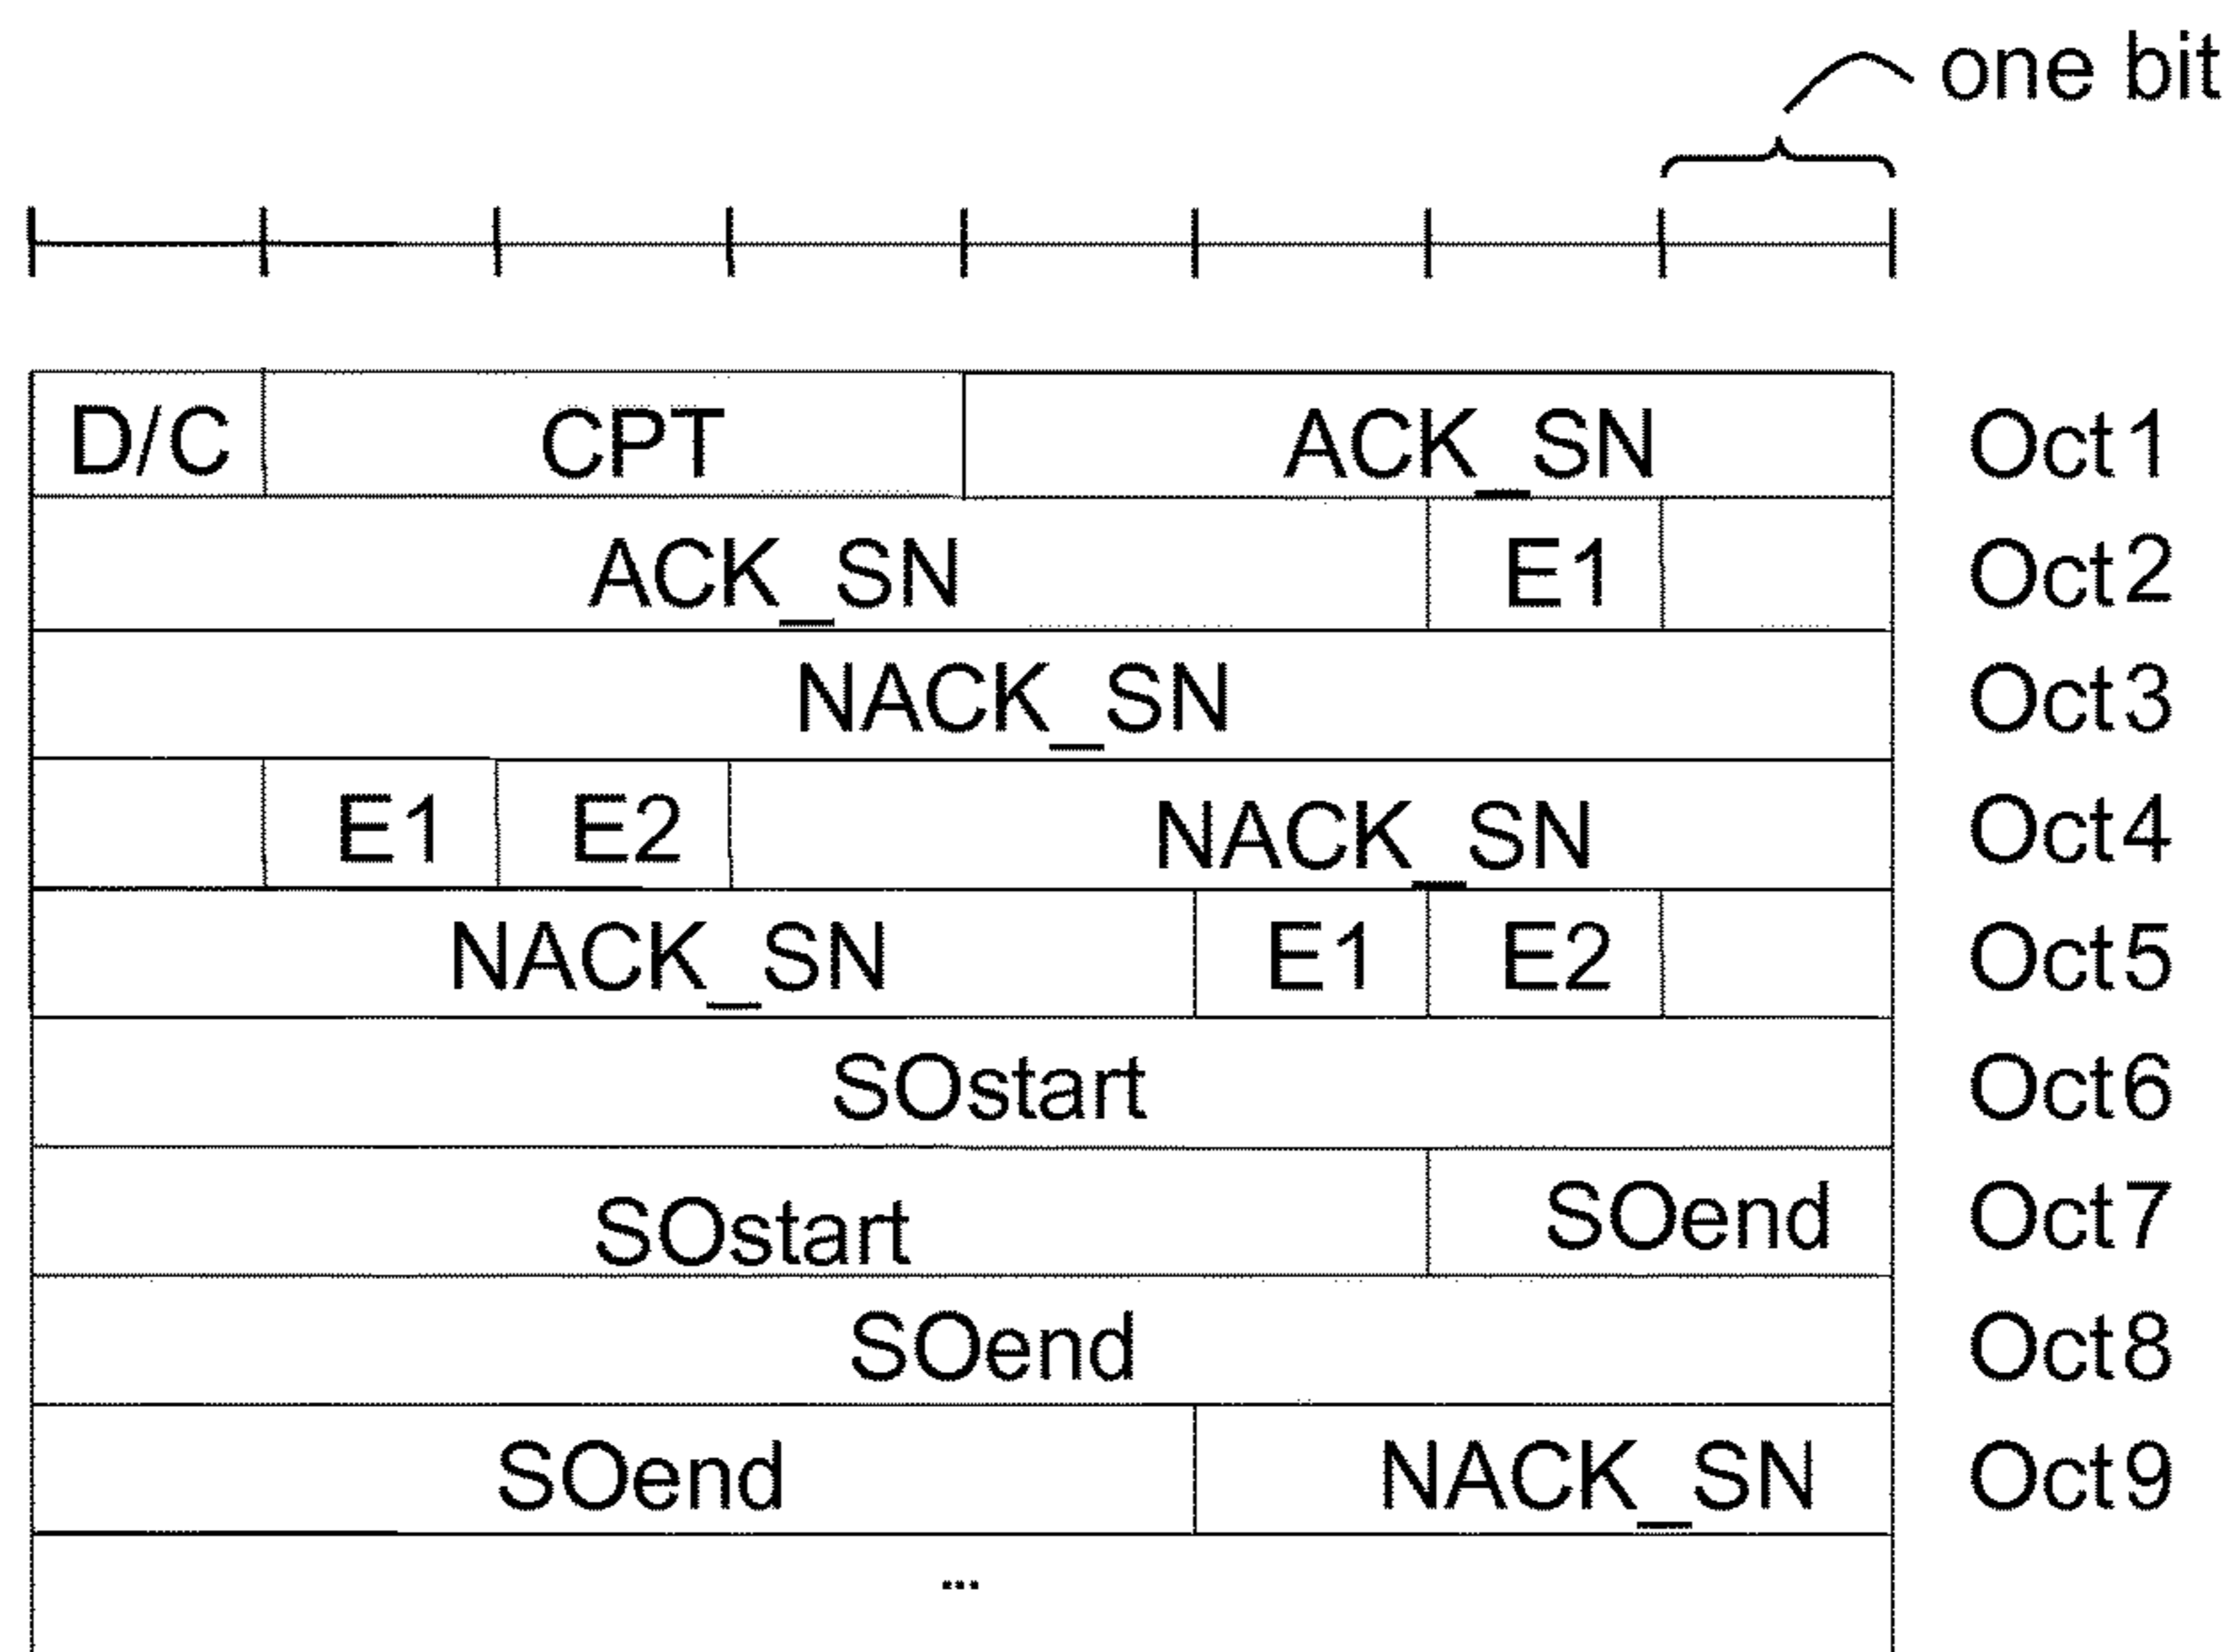 one bit
D/C CPT ACK_SN Oct1
ACK_SN E1 Oct2
NACK_SN Oct3
E1 E2 NACK_SN Oct4
NACK_SN E1 E2 Oct5
SOstart Oct6
SOstart SOend Oct7
SOend Oct8
SOend NACK_SN Oct9
...